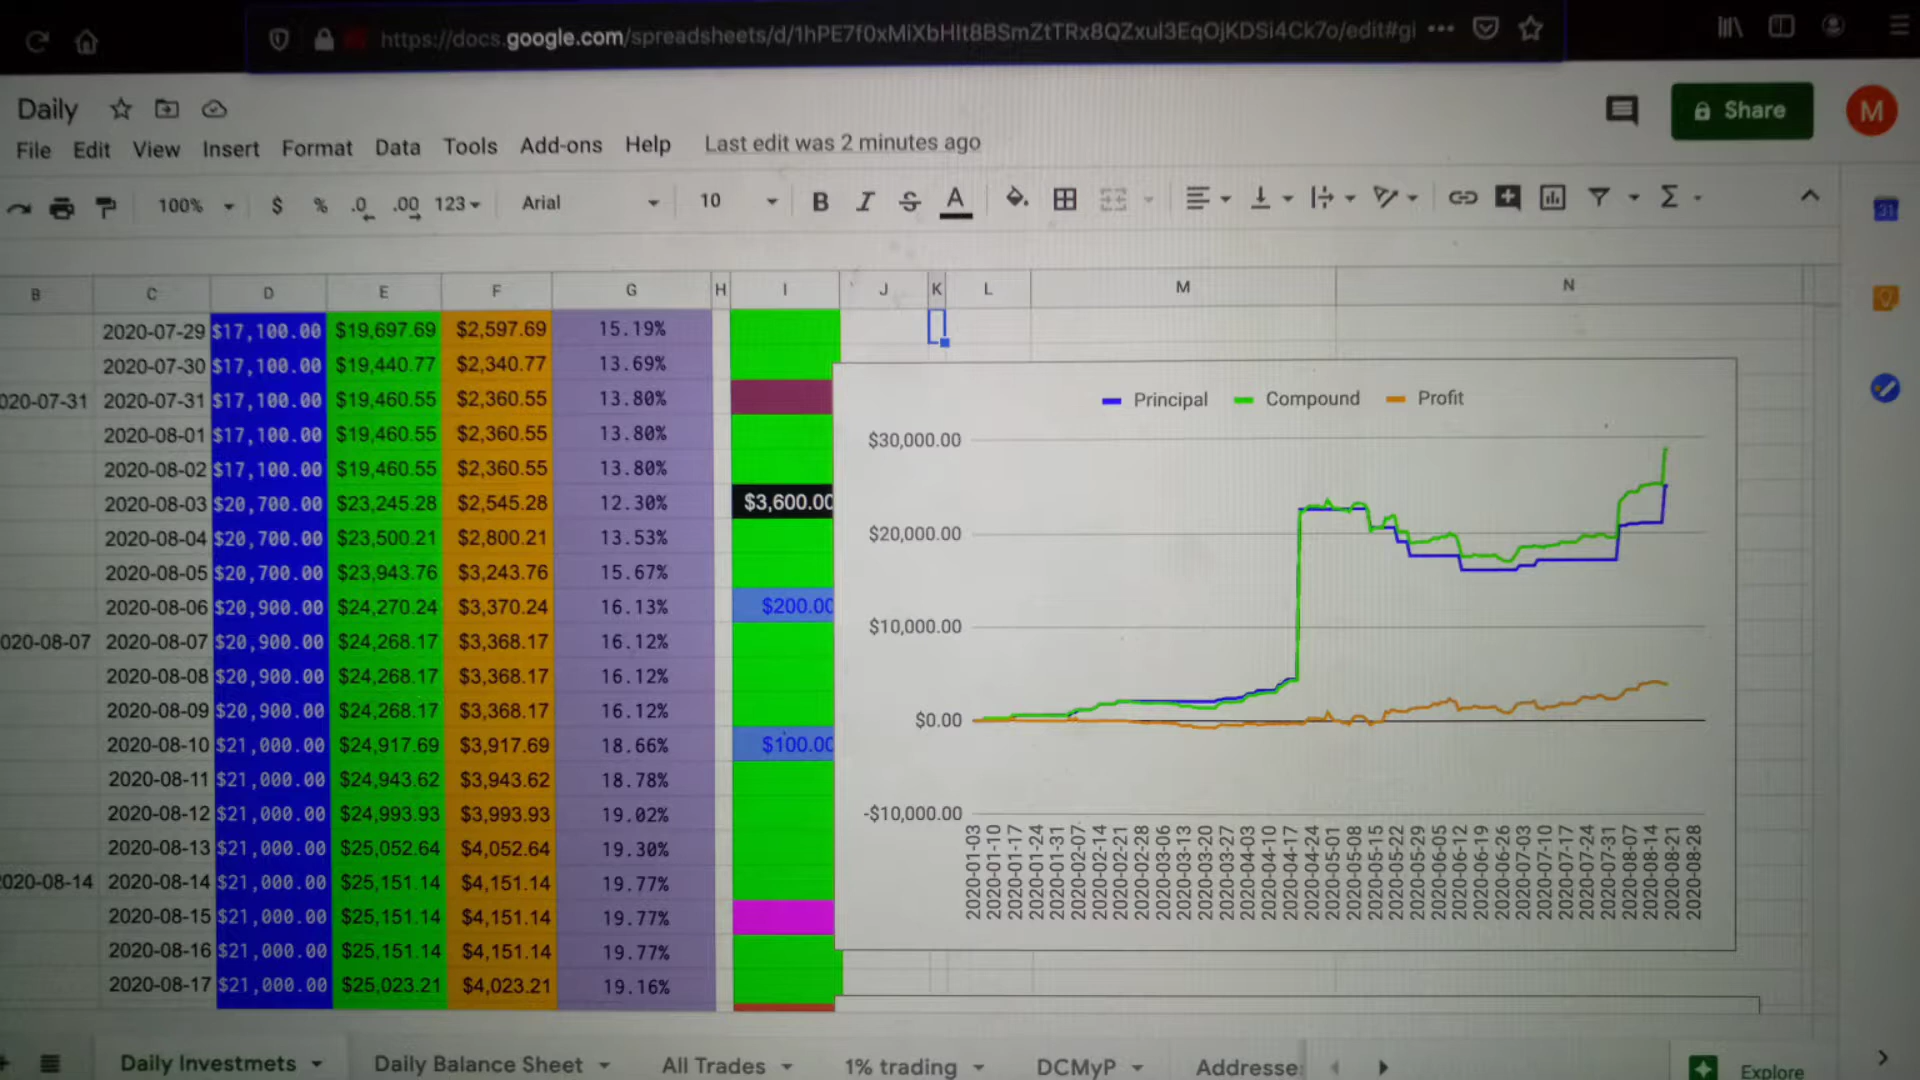 https://docs.google.com/spreadsheets/d/1hPE7f0xMiXbHIt8BSmZtTRx8QZxuI3EqOjKDSi4Ck7o/edit#gi
Daily
Share
M
File Edit View Insert Format Data Tools Add-ons Help Last edit was 2 minutes ago
100% $ % .0 .00 123 Arial 10 B I S A
31
B C D E F G H I J K L M N
2020-07-29 $17,100.00 $19,697.69 $2,597.69 15.19%
2020-07-30 $17,100.00 $19,440.77 $2,340.77 13.69%
020-07-31 2020-07-31 $17,100.00 $19,460.55 $2,360.55 13.80%
2020-08-01 $17,100.00 $19,460.55 $2,360.55 13.80%
2020-08-02 $17,100.00 $19,460.55 $2,360.55 13.80%
2020-08-03 $20,700.00 $23,245.28 $2,545.28 12.30% $3,600.00
2020-08-04 $20,700.00 $23,500.21 $2,800.21 13.53%
2020-08-05 $20,700.00 $23,943.76 $3,243.76 15.67%
2020-08-06 $20,900.00 $24,270.24 $3,370.24 16.13% $200.00
020-08-07 2020-08-07 $20,900.00 $24,268.17 $3,368.17 16.12%
2020-08-08 $20,900.00 $24,268.17 $3,368.17 16.12%
2020-08-09 $20,900.00 $24,268.17 $3,368.17 16.12%
2020-08-10 $21,000.00 $24,917.69 $3,917.69 18.66% $100.00
2020-08-11 $21,000.00 $24,943.62 $3,943.62 18.78%
2020-08-12 $21,000.00 $24,993.93 $3,993.93 19.02%
2020-08-13 $21,000.00 $25,052.64 $4,052.64 19.30%
2020-08-14 2020-08-14 $21,000.00 $25,151.14 $4,151.14 19.77%
2020-08-15 $21,000.00 $25,151.14 $4,151.14 19.77%
2020-08-16 $21,000.00 $25,151.14 $4,151.14 19.77%
2020-08-17 $21,000.00 $25,023.21 $4,023.21 19.16%
Principal Compound Profit
$30,000.00
$20,000.00
$10,000.00
$0.00
-$10,000.00
2020-01-03
2020-01-10
2020-01-17
2020-01-24
2020-01-31
2020-02-07
2020-02-14
2020-02-21
2020-02-28
2020-03-06
2020-03-13
2020-03-20
2020-03-27
2020-04-03
2020-04-10
2020-04-17
2020-04-24
2020-05-01
2020-05-08
2020-05-15
2020-05-22
2020-05-29
2020-06-05
2020-06-12
2020-06-19
2020-06-26
2020-07-03
2020-07-10
2020-07-17
2020-07-24
2020-07-31
2020-08-07
2020-08-14
2020-08-21
2020-08-28
Daily Investmets Daily Balance Sheet All Trades 1% trading DCMyP Addresse Explore